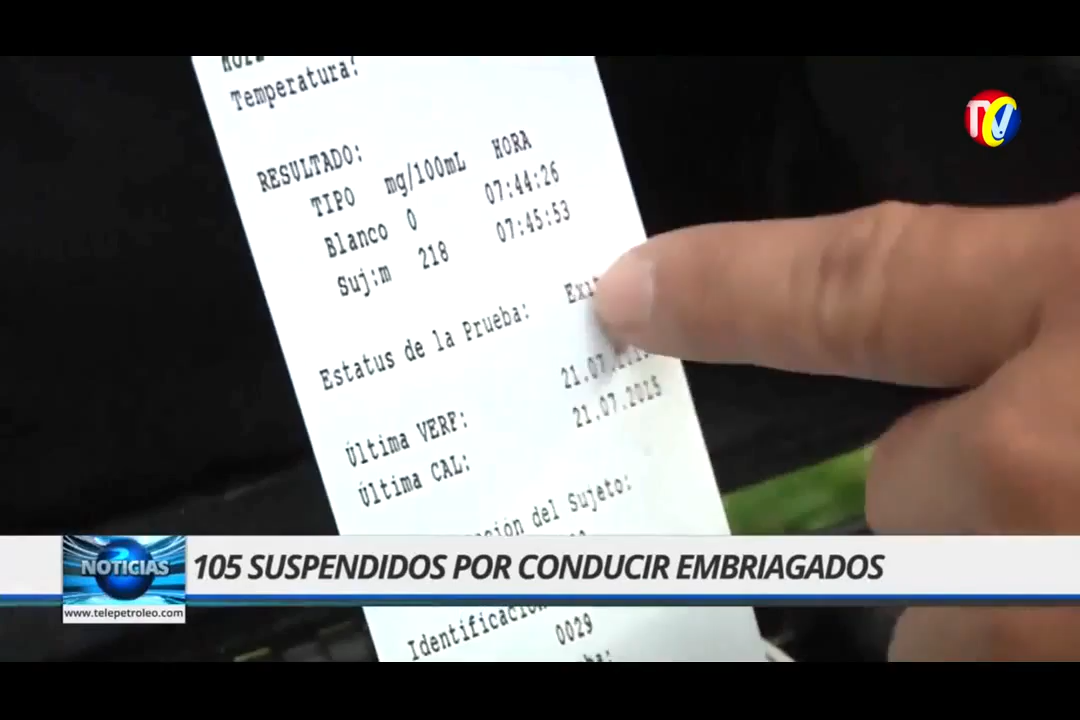 Temperatura:
RESULTADO:
TIPO mg/100mL HORA
Blanco 0 07:44:26
Suj:m 218 07:45:53
Estatus de la Prueba:
Última VERF: 21.07
Última CAL: 21.07.2015
del Sujeto:
NOTICIAS
105 SUSPENDIDOS POR CONDUCIR EMBRIAGADOS
www.telepetroleo.com
0029